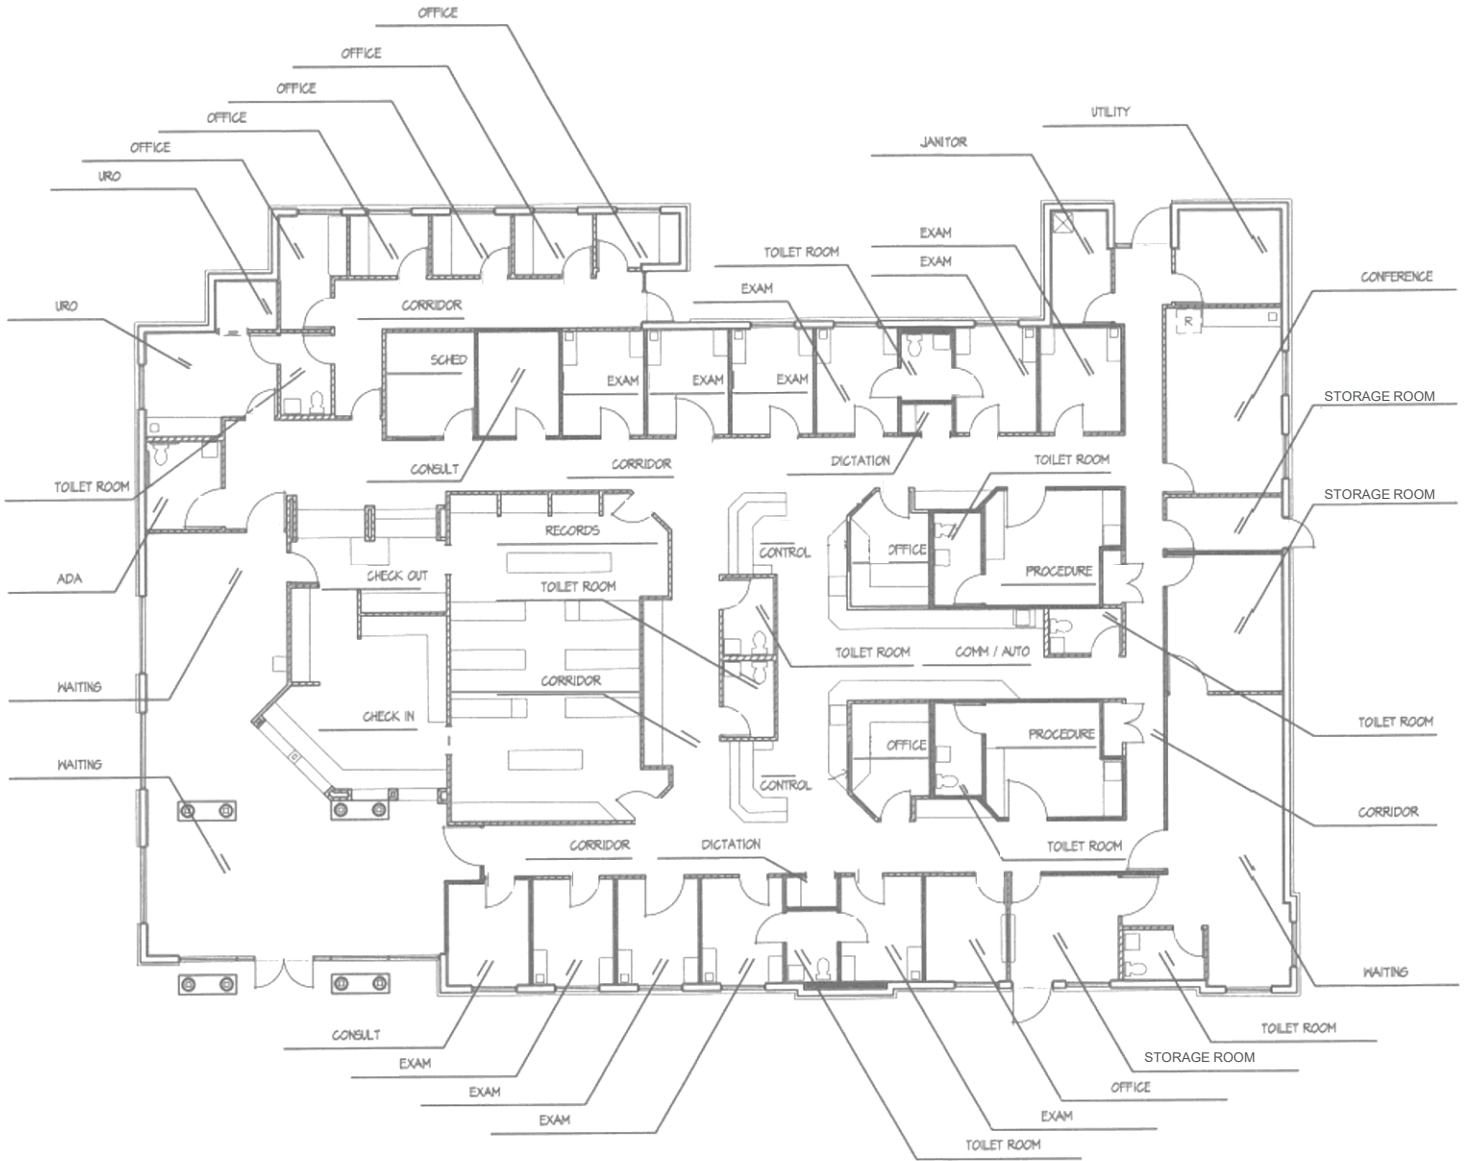 OFFICE
OFFICE
OFFICE
OFFICE
OFFICE
URO
UTILITY
JANITOR
EXAM
TOILET ROOM
EXAM
EXAM
CONFERENCE
URO
CORRIDOR
R
SCHED
EXAM
EXAM
EXAM
STORAGE ROOM
CONSULT
CORRIDOR
DICTATION
TOILET ROOM
TOILET ROOM
STORAGE ROOM
RECORDS
CONTROL
OFFICE
ADA
CHECK OUT
TOILET ROOM
PROCEDURE
TOILET ROOM
COMM / AUTO
WAITING
CORRIDOR
CHECK IN
TOILET ROOM
OFFICE
PROCEDURE
WAITING
CONTROL
CORRIDOR
CORRIDOR
DICTATION
TOILET ROOM
WAITING
CONSULT
TOILET ROOM
EXAM
STORAGE ROOM
EXAM
OFFICE
EXAM
EXAM
TOILET ROOM